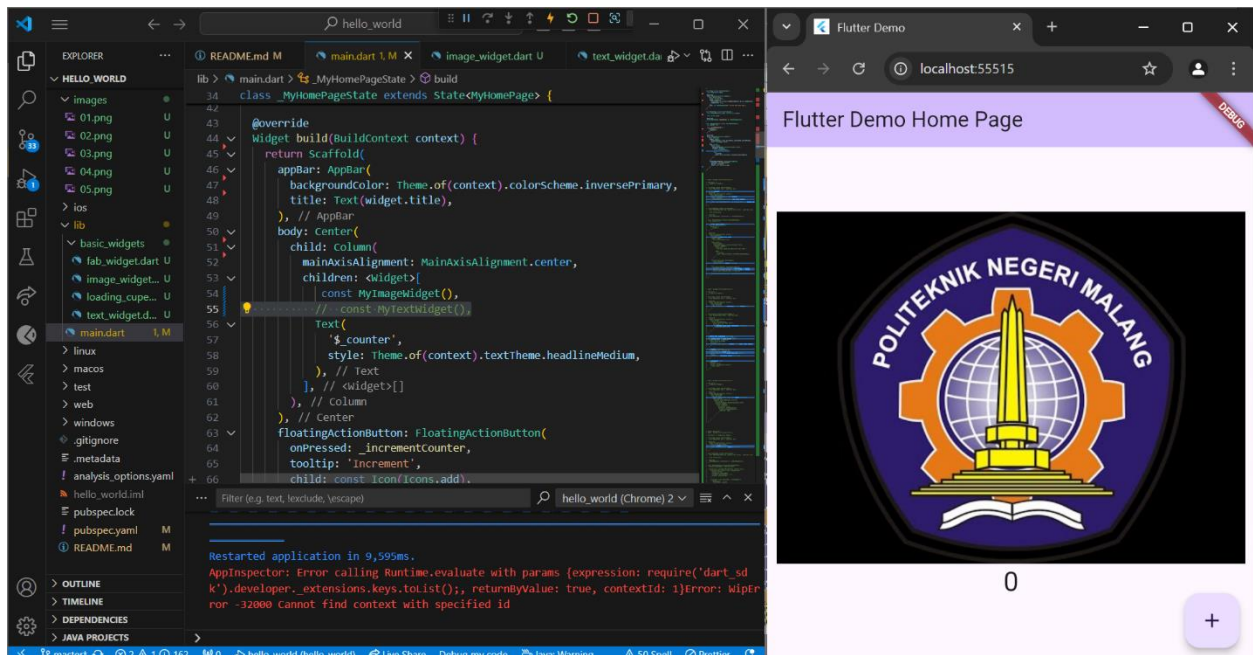 hello_world
EXPLORER
HELLO_WORLD
images
01.png U
02.png U
03.png U
04.png U
05.png U
ios
lib
basic_widgets
fab_widget.dart U
image_widget... U
loading_cupe... U
text_widget.d... U
main.dart 1, M
linux
macos
test
web
windows
.gitignore
.metadata
analysis_options.yaml
hello_world.iml
pubspec.lock
pubspec.yaml M
README.md M
OUTLINE
TIMELINE
DEPENDENCIES
JAVA PROJECTS
33
1
README.md M main.dart 1, M image_widget.dart U text_widget.da
lib > main.dart > _MyHomePageState > build
34 class _MyHomePageState extends State<MyHomePage> {
42
43 @override
44 Widget build(BuildContext context) {
45 return Scaffold(
46 appBar: AppBar(
47 backgroundColor: Theme.of(context).colorScheme.inversePrimary,
48 title: Text(widget.title),
49 ), // AppBar
50 body: Center(
51 child: Column(
52 mainAxisAlignment: MainAxisAlignment.center,
53 children: <Widget>[
54 const MyImageWidget(),
55 // const MyTextWidget(),
56 Text(
57 '$_counter',
58 style: Theme.of(context).textTheme.headlineMedium,
59 ), // Text
60 ], // <Widget>[]
61 ), // Column
62 ), // Center
63 floatingActionButton: FloatingActionButton(
64 onPressed: _incrementCounter,
65 tooltip: 'Increment',
66 child: const Icon(Icons.add),
Filter (e.g. text, !exclude, \escape) hello_world (Chrome) 2
Restarted application in 9,595ms.
AppInspector: Error calling Runtime.evaluate with params {expression: require('dart_sd
k').developer._extensions.keys.toList();, returnByValue: true, contextId: 1}Error: WipEr
ror -32000 Cannot find context with specified id
Flutter Demo
localhost:55515
Flutter Demo Home Page
DEBUG
POLITEKNIK NEGERI MALANG
0